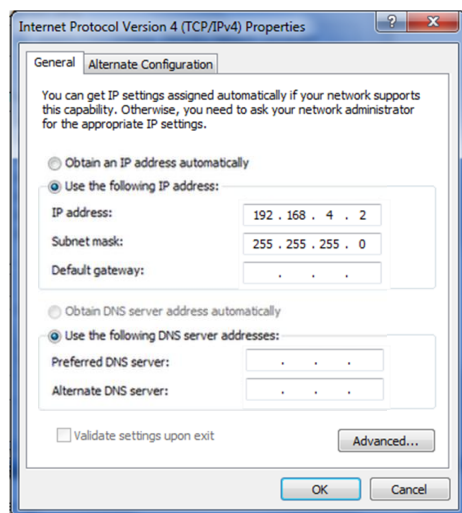 Internet Protocol Version 4 (TCP/IPv4) Properties
?
General
Alternate Configuration
You can get IP settings assigned automatically if your network supports
this capability. Otherwise, you need to ask your network administrator
for the appropriate IP settings.
Obtain an IP address automatically
Use the following IP address:
IP address: 192 . 168 . 4 . 2
Subnet mask: 255 . 255 . 255 . 0
Default gateway: . . .
Obtain DNS server address automatically
Use the following DNS server addresses:
Preferred DNS server: . . .
Alternate DNS server: . . .
Validate settings upon exit
Advanced...
OK
Cancel